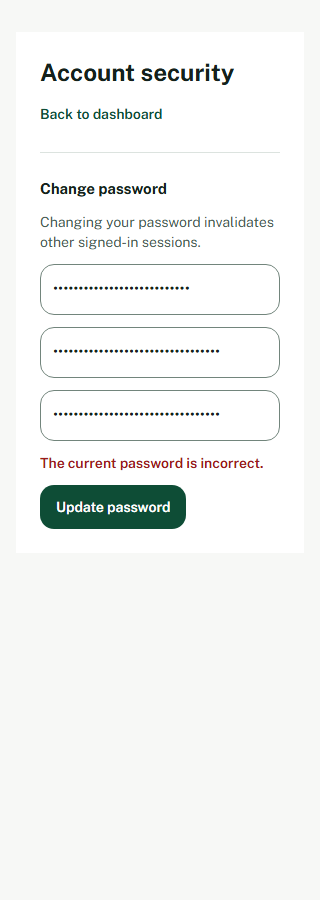 Account security
Back to dashboard
Change password
Changing your password invalidates
other signed-in sessions.
•••••••••••••••••••••••••••
•••••••••••••••••••••••••••••••••
•••••••••••••••••••••••••••••••••
The current password is incorrect.
Update password